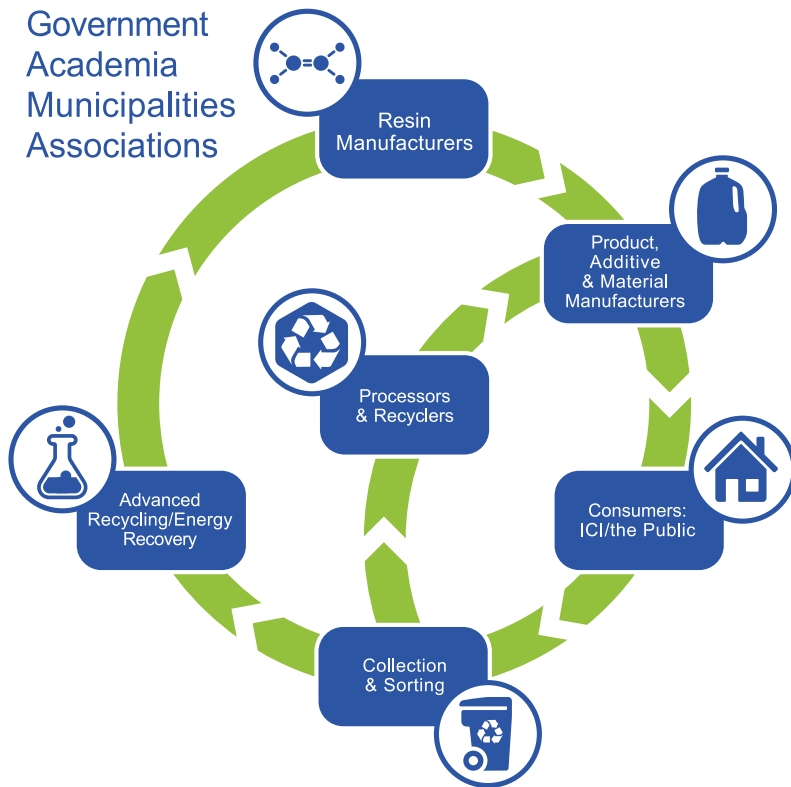 Government
Academia
Municipalities
Associations
Resin
Manufacturers
Product,
Additive
& Material
Manufacturers
Processors
& Recyclers
Advanced
Recycling/Energy
Recovery
Consumers:
ICI/the Public
Collection
& Sorting